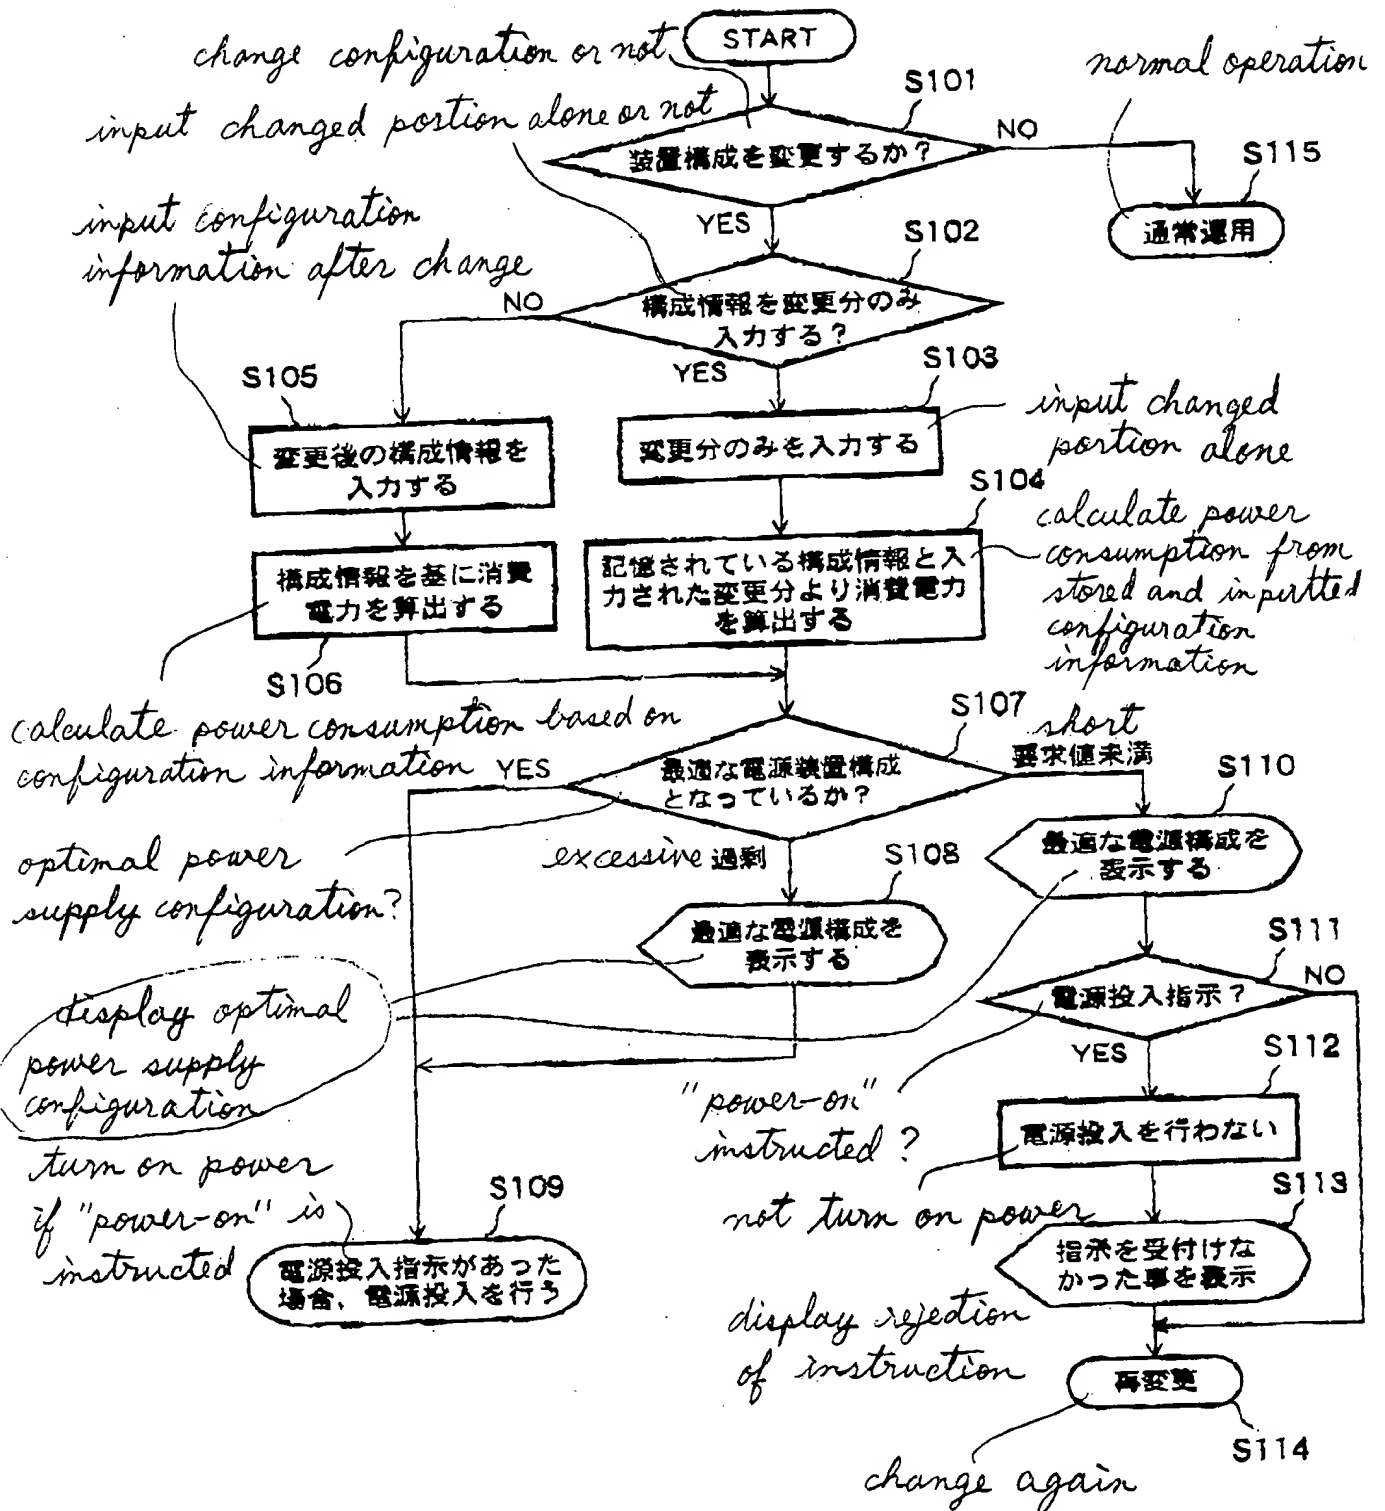 START
change configuration or not
normal operation
S101
input changed portion alone or not
NO
装置構成を変更するか?
S115
通常運用
YES
input configuration
information after change
S102
NO
構成情報を変更分のみ
入力する?
YES
S103
S105
変更後の構成情報を
入力する
変更分のみを入力する
input changed
portion alone
S104
構成情報を基に消費
電力を算出する
S106
記憶されている構成情報と入
力された変更分より消費電力
を算出する
calculate power
consumption from
stored and inputted
configuration
information
calculate power consumption based on
configuration information
YES
S107
short
要求値未満
最適な電源装置構成
となっているか?
S110
最適な電源構成を
表示する
optimal power
supply configuration?
excessive 過剰
S108
最適な電源構成を
表示する
S111
NO
電源投入指示?
YES
display optimal
power supply
configuration
"power-on"
instructed?
S112
電源投入を行わない
not turn on power
turn on power
if "power-on" is
instructed
S109
電源投入指示があった
場合、電源投入を行う
S113
指示を受付けな
かった事を表示
display rejection
of instruction
再変更
S114
change again